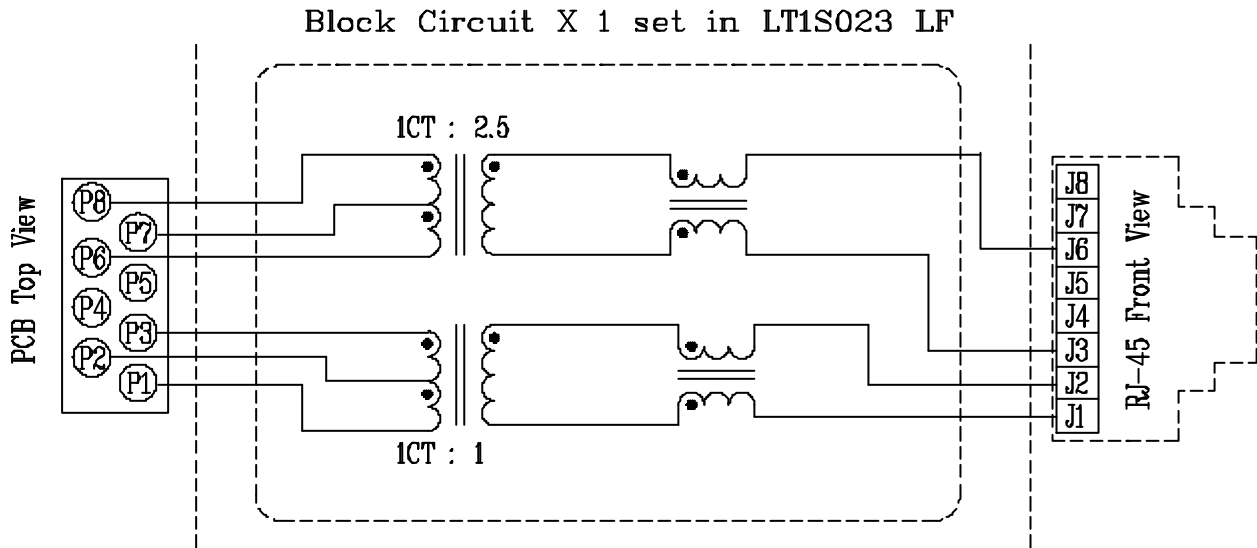 Block Circuit X 1 set in LT1S023 LF
1CT : 2.5
PCB Top View
P8
P7
P6
P5
P4
P3
P2
P1
1CT : 1
J8
J7
J6
J5
J4
J3
J2
J1
RJ-45 Front View